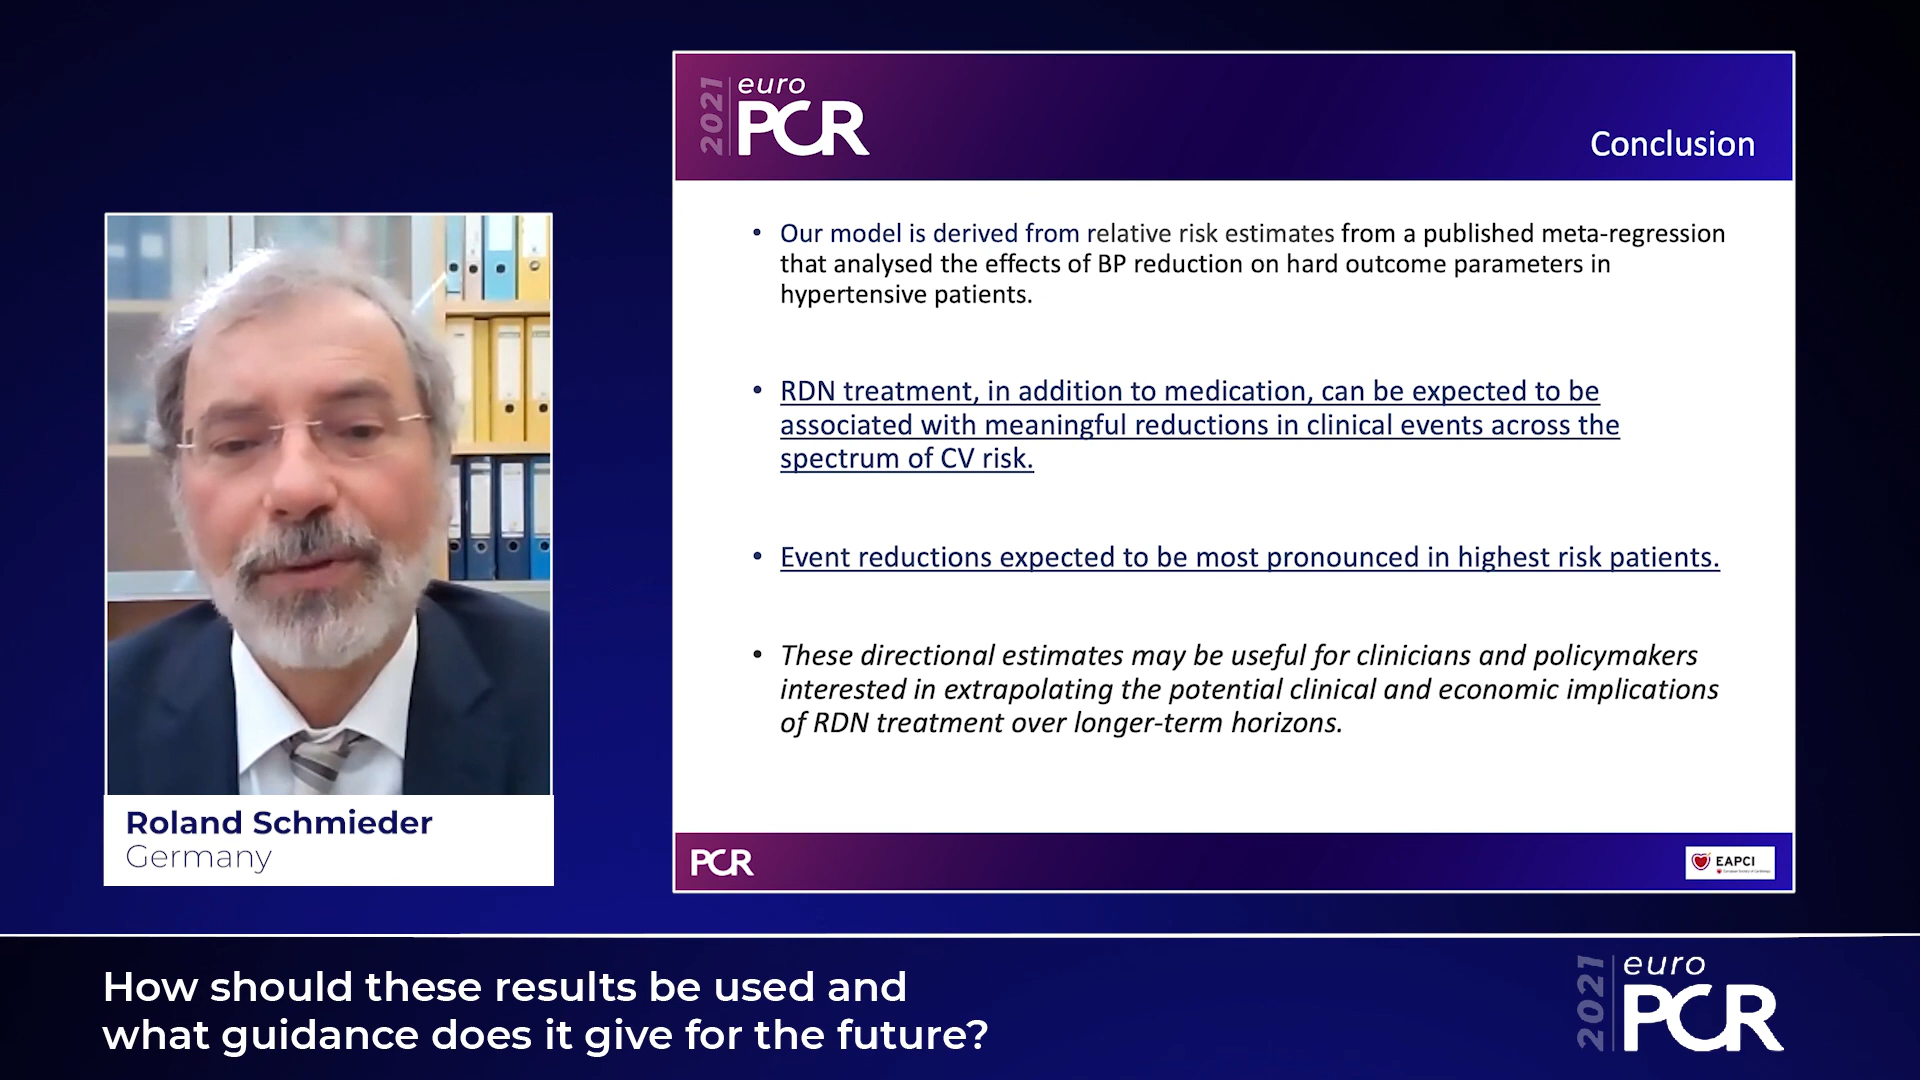 2021
euro
PCR
Conclusion
• Our model is derived from relative risk estimates from a published meta-regression
that analysed the effects of BP reduction on hard outcome parameters in
hypertensive patients.
• RDN treatment, in addition to medication, can be expected to be
associated with meaningful reductions in clinical events across the
spectrum of CV risk.
• Event reductions expected to be most pronounced in highest risk patients.
• These directional estimates may be useful for clinicians and policymakers
interested in extrapolating the potential clinical and economic implications
of RDN treatment over longer-term horizons.
PCR
EAPCI
Roland Schmieder
Germany
How should these results be used and
what guidance does it give for the future?
2021
euro
PCR